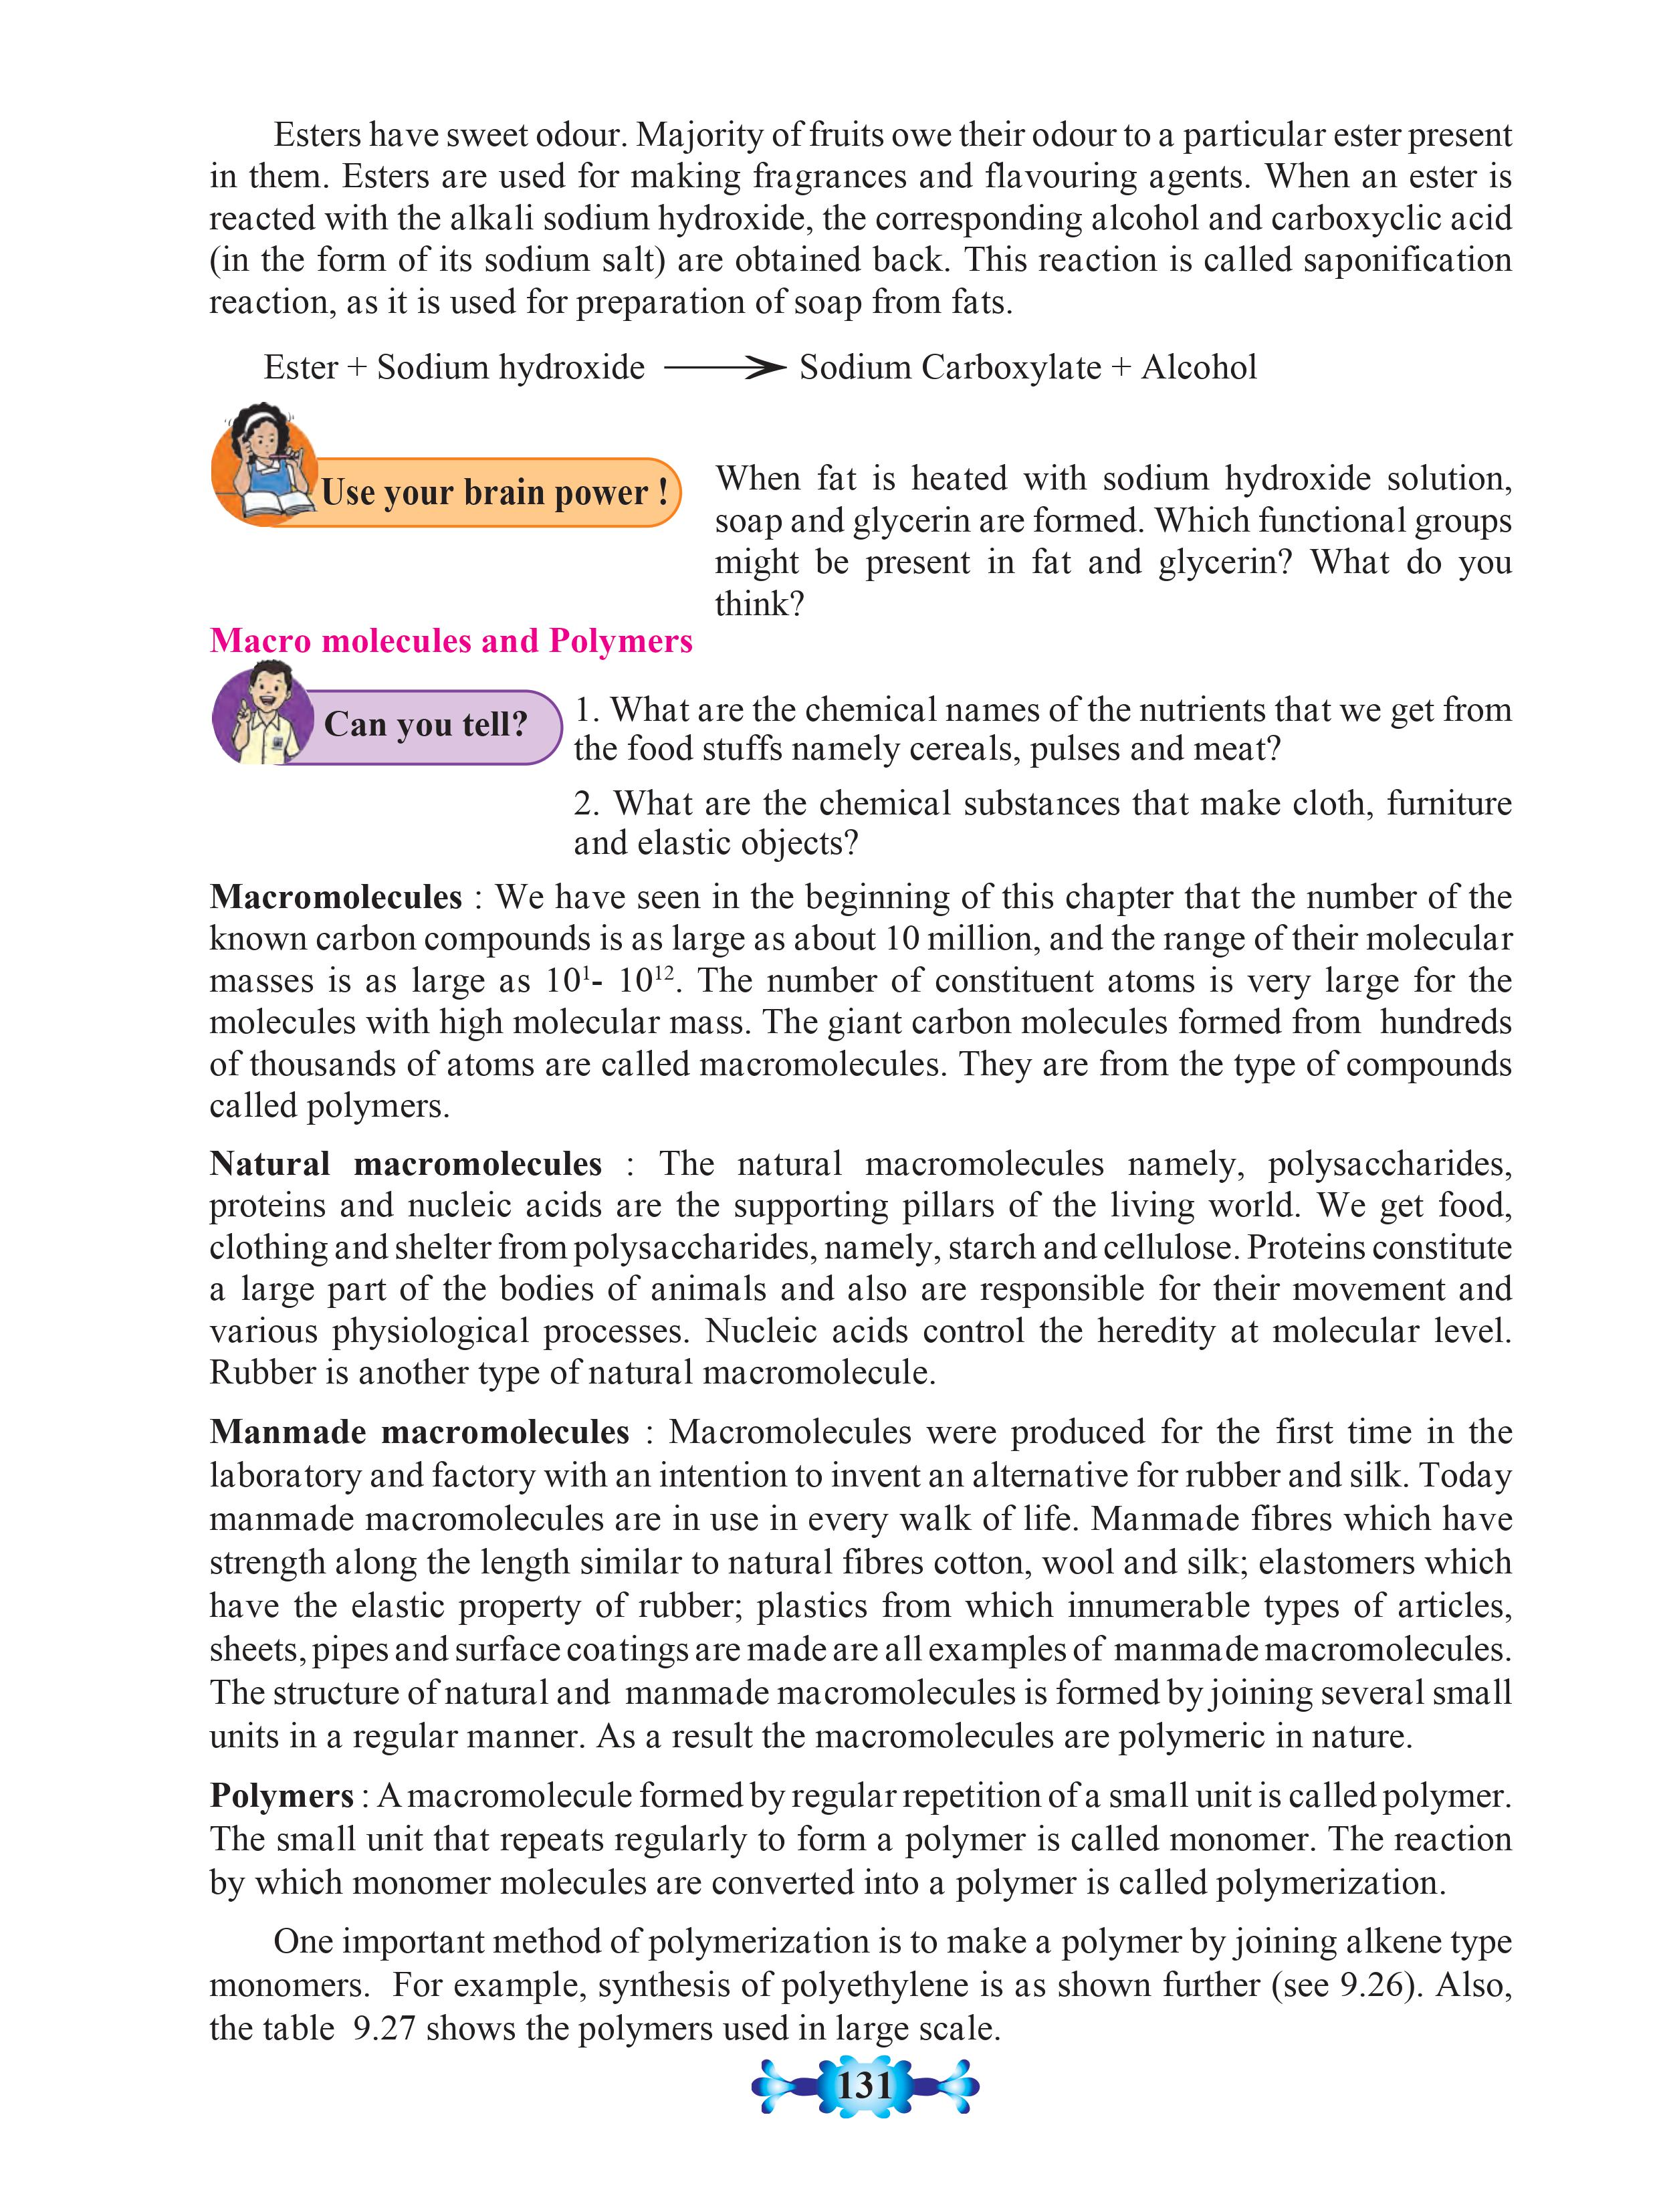 Esters have sweet odour. Majority of fruits owe their odour to a particular ester present
in them. Esters are used for making fragrances and flavouring agents. When an ester is
reacted with the alkali sodium hydroxide, the corresponding alcohol and carboxyclic acid
(in the form of its sodium salt) are obtained back. This reaction is called saponification
reaction, as it is used for preparation of soap from fats.
Ester + Sodium hydroxide ⟶ Sodium Carboxylate + Alcohol
Use your brain power !
When fat is heated with sodium hydroxide solution,
soap and glycerin are formed. Which functional groups
might be present in fat and glycerin? What do you
think?
Macro molecules and Polymers
Can you tell?
1. What are the chemical names of the nutrients that we get from
the food stuffs namely cereals, pulses and meat?
2. What are the chemical substances that make cloth, furniture
and elastic objects?
Macromolecules : We have seen in the beginning of this chapter that the number of the
known carbon compounds is as large as about 10 million, and the range of their molecular
masses is as large as 10¹- 10¹². The number of constituent atoms is very large for the
molecules with high molecular mass. The giant carbon molecules formed from hundreds
of thousands of atoms are called macromolecules. They are from the type of compounds
called polymers.
Natural macromolecules : The natural macromolecules namely, polysaccharides,
proteins and nucleic acids are the supporting pillars of the living world. We get food,
clothing and shelter from polysaccharides, namely, starch and cellulose. Proteins constitute
a large part of the bodies of animals and also are responsible for their movement and
various physiological processes. Nucleic acids control the heredity at molecular level.
Rubber is another type of natural macromolecule.
Manmade macromolecules : Macromolecules were produced for the first time in the
laboratory and factory with an intention to invent an alternative for rubber and silk. Today
manmade macromolecules are in use in every walk of life. Manmade fibres which have
strength along the length similar to natural fibres cotton, wool and silk; elastomers which
have the elastic property of rubber; plastics from which innumerable types of articles,
sheets, pipes and surface coatings are made are all examples of manmade macromolecules.
The structure of natural and manmade macromolecules is formed by joining several small
units in a regular manner. As a result the macromolecules are polymeric in nature.
Polymers : A macromolecule formed by regular repetition of a small unit is called polymer.
The small unit that repeats regularly to form a polymer is called monomer. The reaction
by which monomer molecules are converted into a polymer is called polymerization.
One important method of polymerization is to make a polymer by joining alkene type
monomers. For example, synthesis of polyethylene is as shown further (see 9.26). Also,
the table 9.27 shows the polymers used in large scale.
131